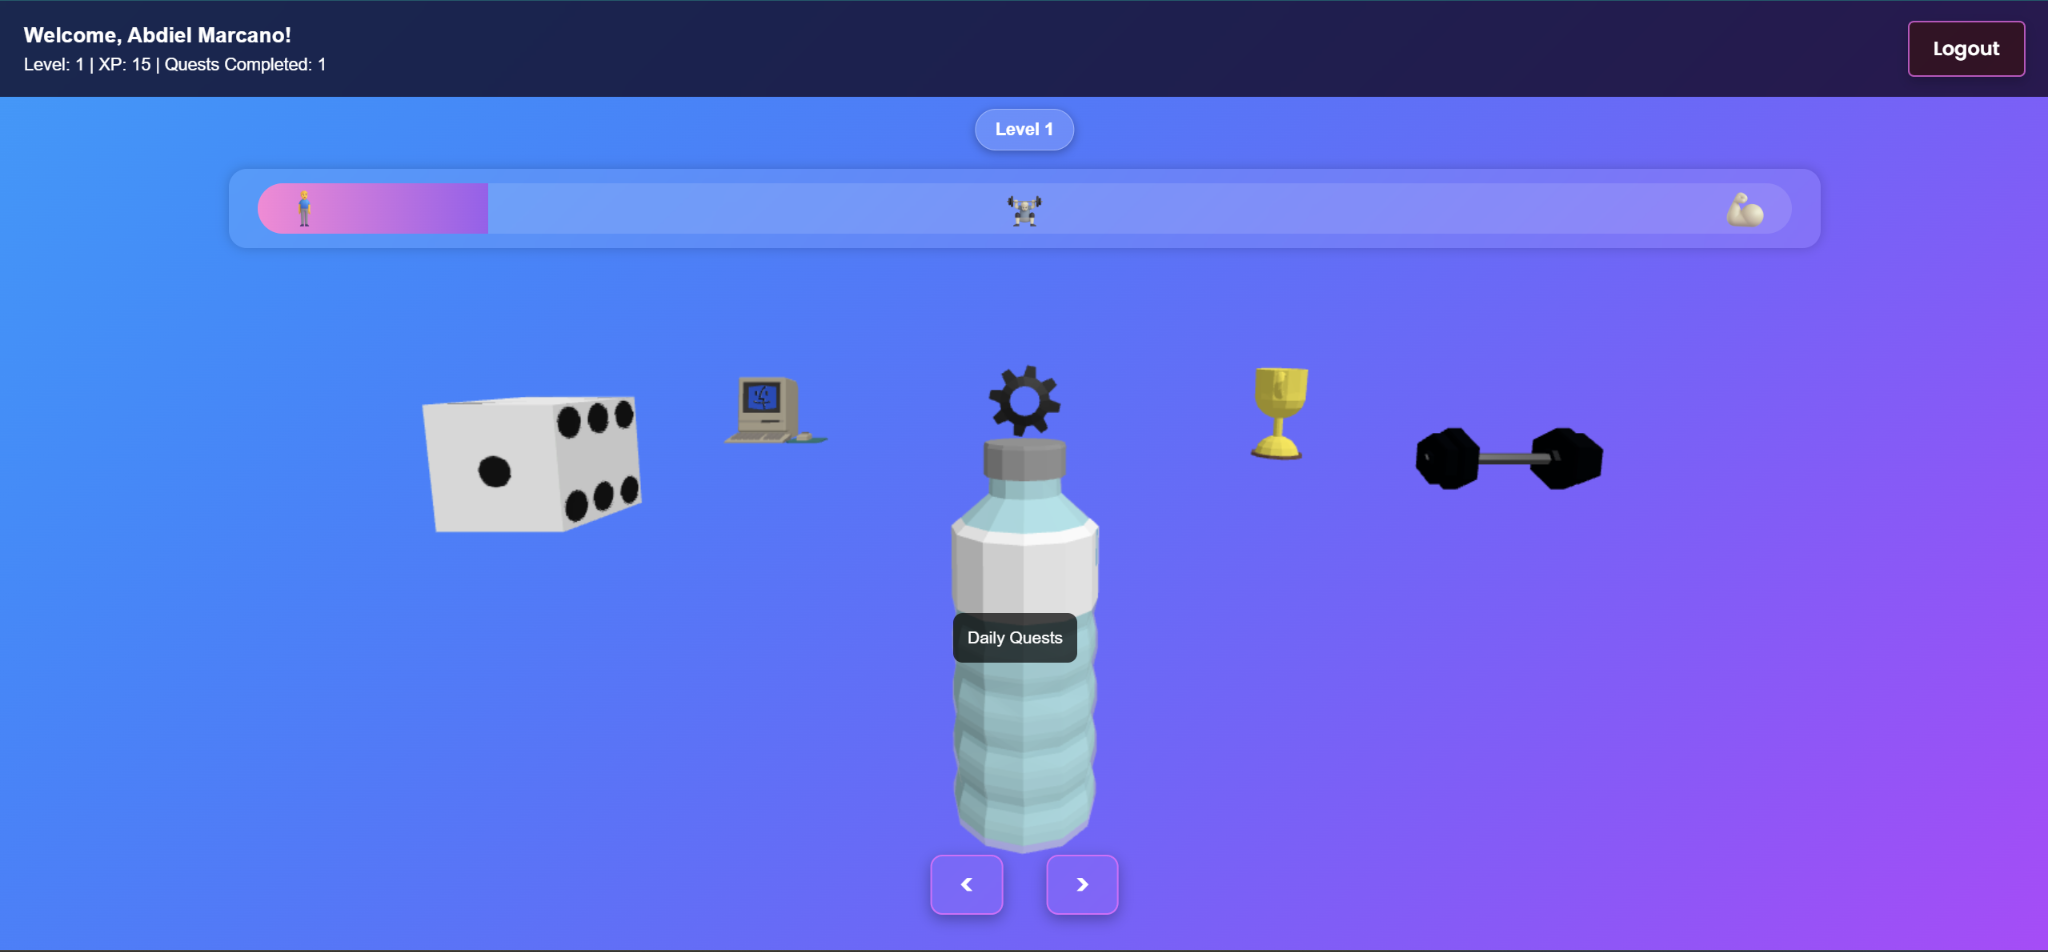 Welcome, Abdiel Marcano!
Level: 1 | XP: 15 | Quests Completed: 1
Logout
Level 1
Daily Quests
<
>